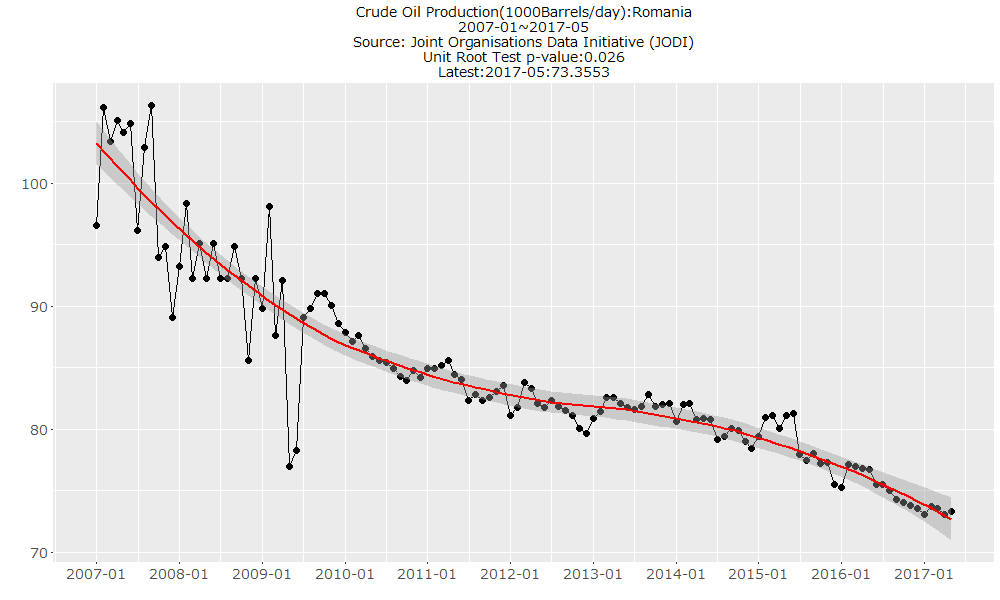 Crude Oil Production(1000Barrels/day):Romania
2007-01~2017-05
Source: Joint Organisations Data Initiative (JODI)
Unit Root Test p-value:0.026
Latest:2017-05:73.3553
100
90
80
70
2007-01 2008-01 2009-01 2010-01 2011-01 2012-01 2013-01 2014-01 2015-01 2016-01 2017-01